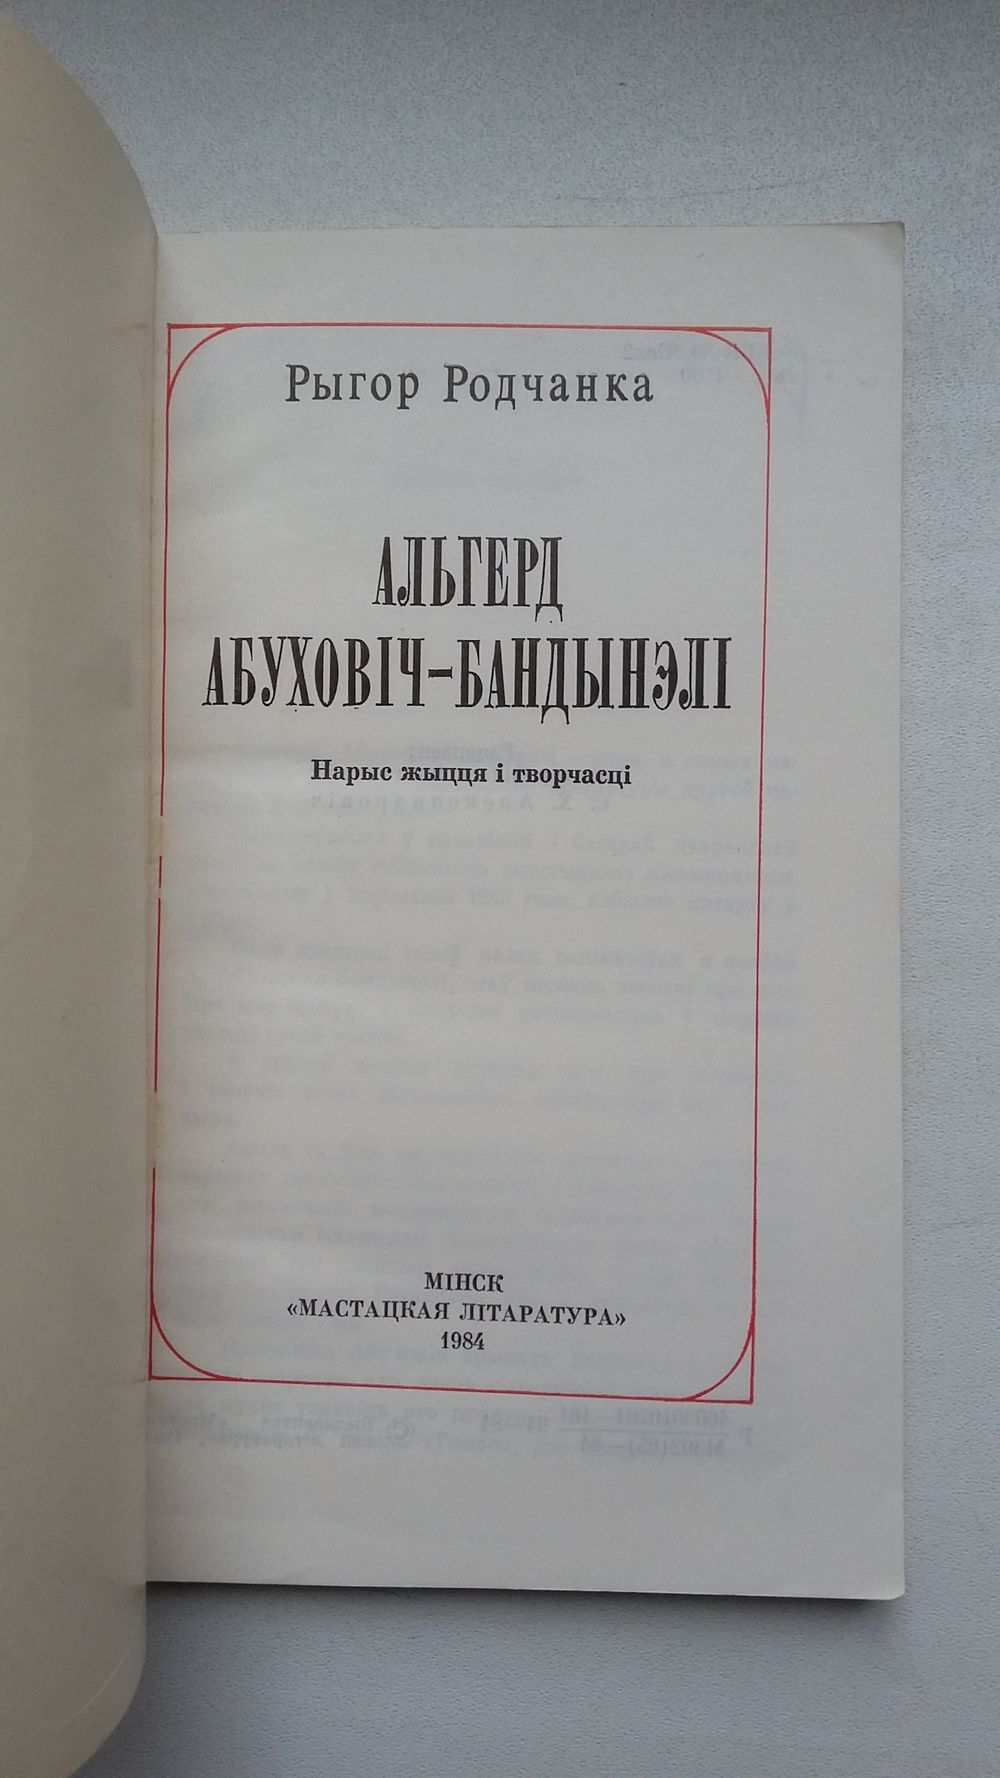 Рыгор Родчанка
АЛЬГЕРД
АБУХОВІЧ-БАНДЫНЭЛІ
Нарыс жыцця і творчасці
МІНСК
«МАСТАЦКАЯ ЛІТАРАТУРА»
1984